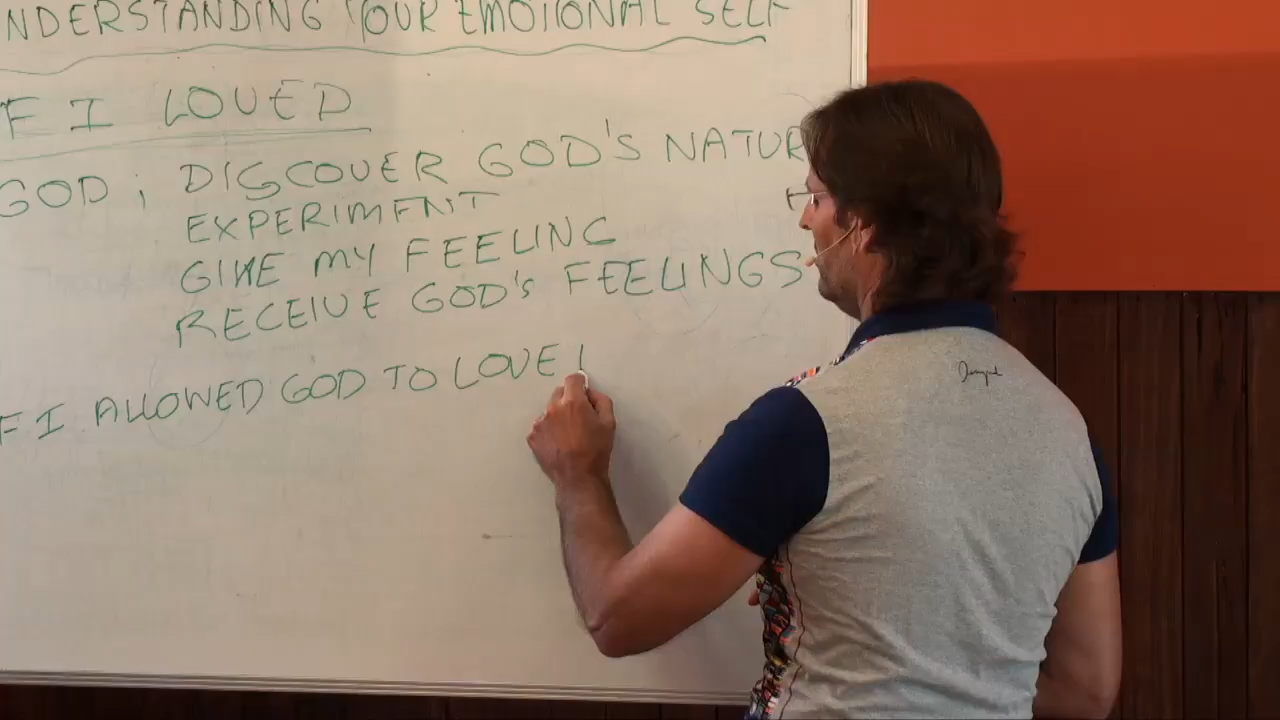 NDERSTANDING YOUR EMOTIONAL SELF
F I LOVED
GOD; DISCOVER GOD'S NATUR
EXPERIMENT
GIVE MY FEELING
RECEIVE GOD'S FEELINGS
F I ALLOWED GOD TO LOVE